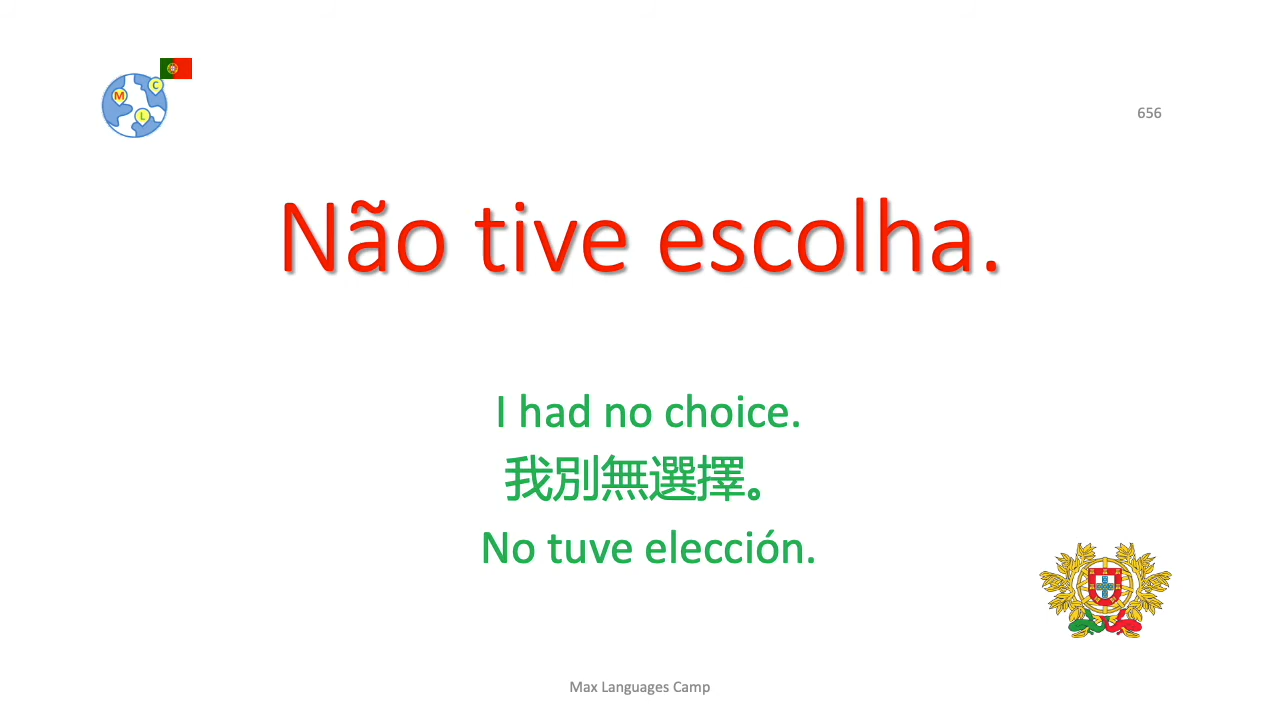 M C L
656
Não tive escolha.
I had no choice.
我別無選擇。
No tuve elección.
Max Languages Camp